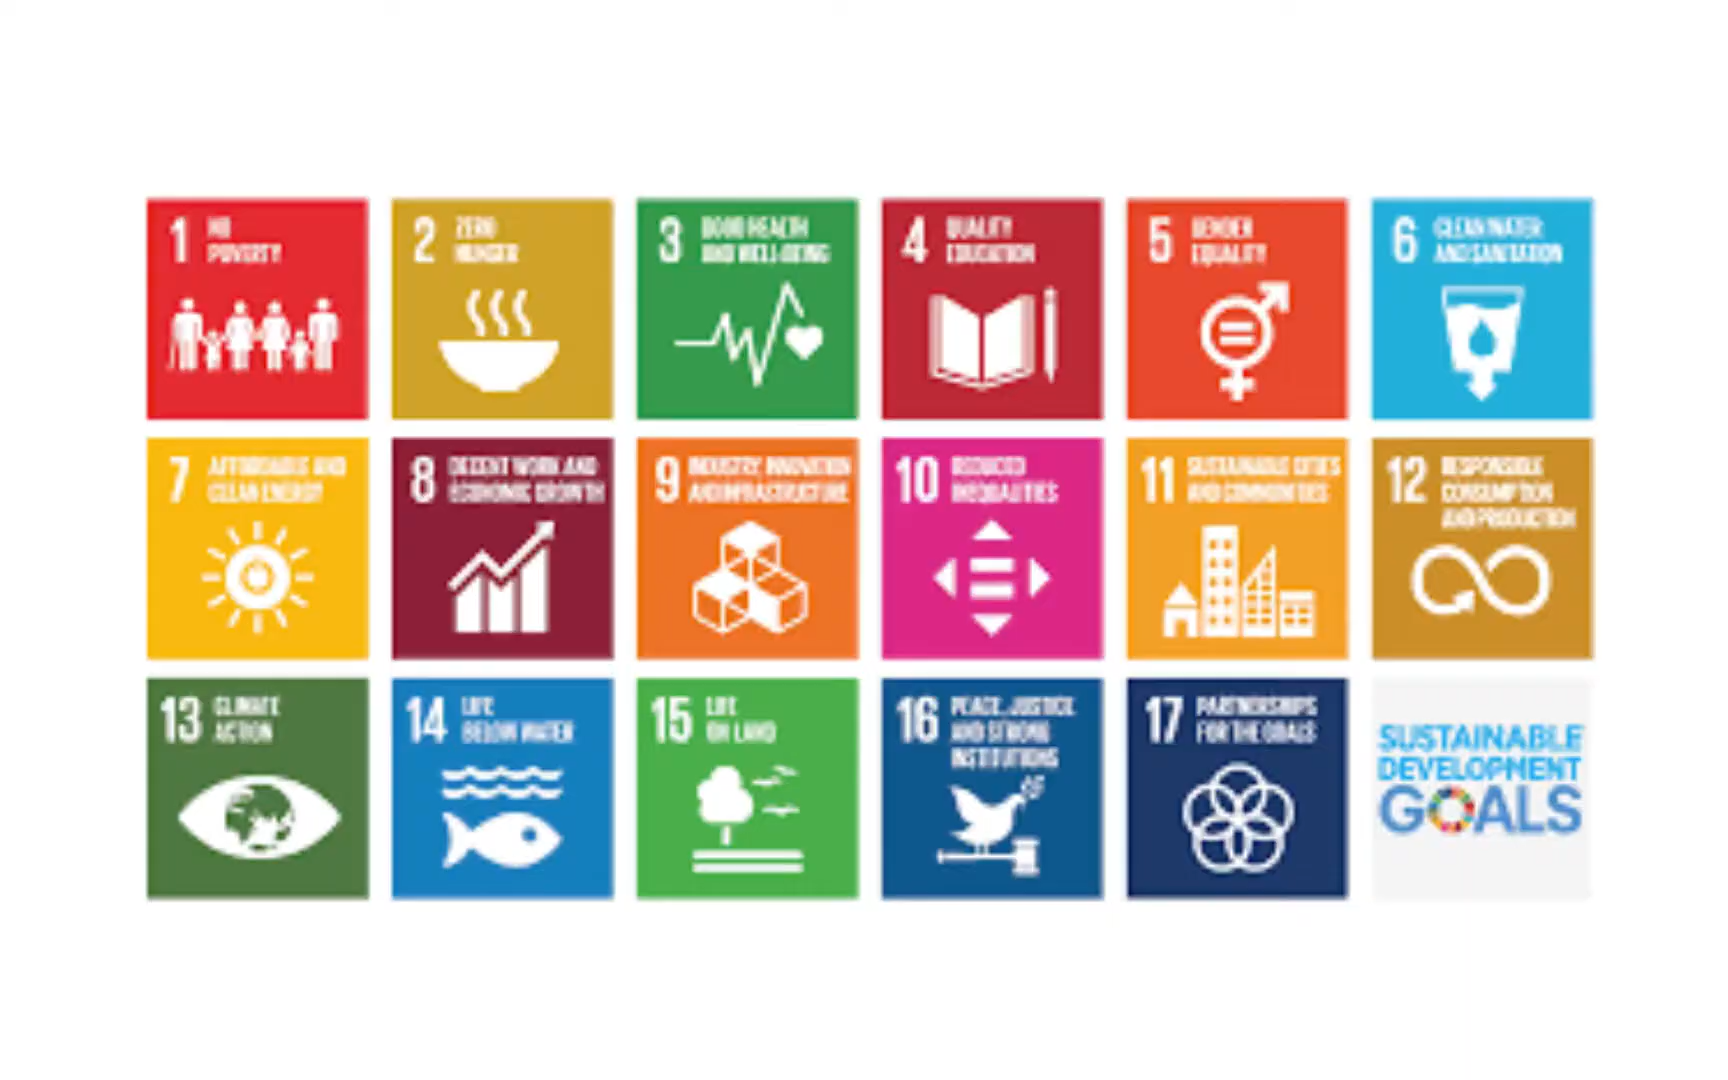 1 NO
POVERTY
2 ZERO
HUNGER
3 GOOD HEALTH
AND WELL-BEING
4 QUALITY
EDUCATION
5 GENDER
EQUALITY
6 CLEAN WATER
AND SANITATION
7 AFFORDABLE AND
CLEAN ENERGY
8 DECENT WORK AND
ECONOMIC GROWTH
9 INDUSTRY, INNOVATION
AND INFRASTRUCTURE
10 REDUCED
INEQUALITIES
11 SUSTAINABLE CITIES
AND COMMUNITIES
12 RESPONSIBLE
CONSUMPTION
AND PRODUCTION
13 CLIMATE
ACTION
14 LIFE
BELOW WATER
15 LIFE
ON LAND
16 PEACE, JUSTICE
AND STRONG
INSTITUTIONS
17 PARTNERSHIPS
FOR THE GOALS
SUSTAINABLE
DEVELOPMENT
GOALS